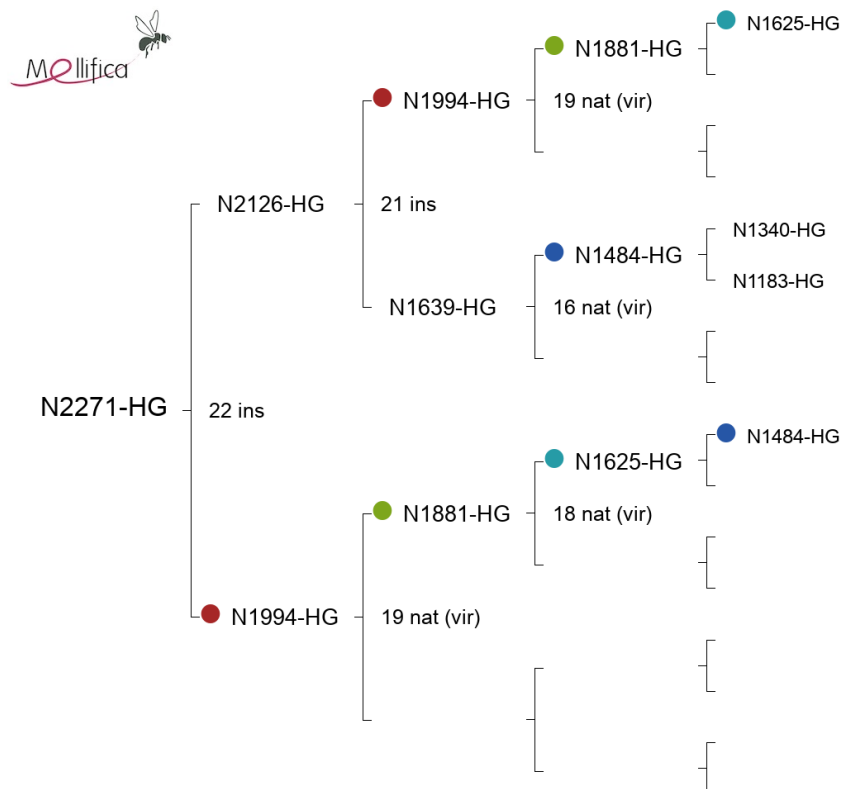 Mellifica
N1625-HG
N1881-HG
N1994-HG
19 nat (vir)
N2126-HG
21 ins
N1340-HG
N1484-HG
N1183-HG
N1639-HG
16 nat (vir)
N2271-HG
22 ins
N1484-HG
N1625-HG
N1881-HG
18 nat (vir)
N1994-HG
19 nat (vir)